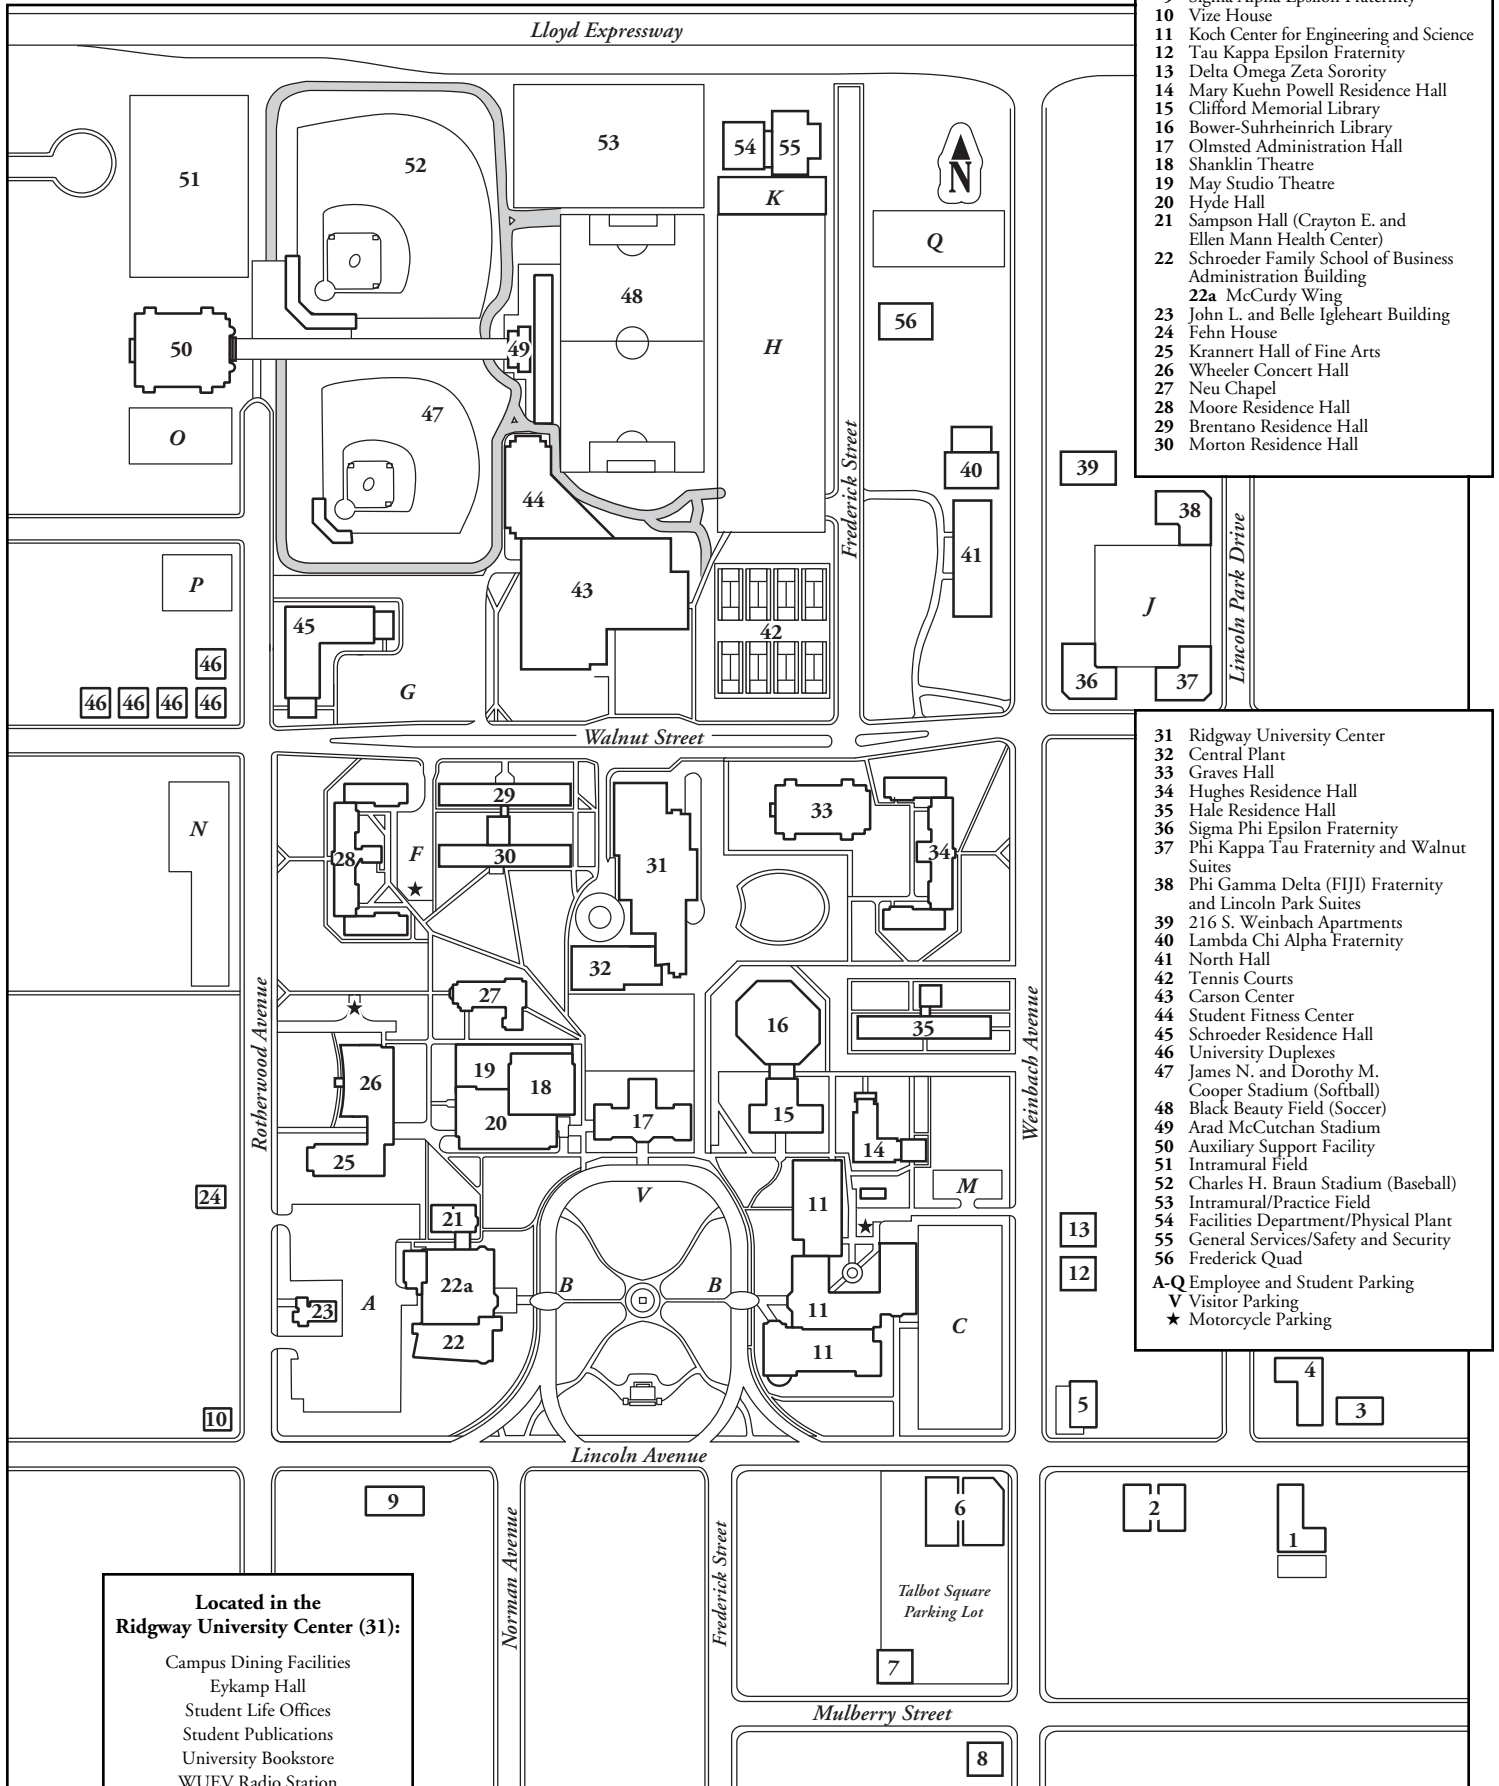 Lloyd Expressway
10 Vize House
11 Koch Center for Engineering and Science
12 Tau Kappa Epsilon Fraternity
13 Delta Omega Zeta Sorority
14 Mary Kuehn Powell Residence Hall
15 Clifford Memorial Library
16 Bower-Suhrheinrich Library
17 Olmsted Administration Hall
18 Shanklin Theatre
19 May Studio Theatre
20 Hyde Hall
21 Sampson Hall (Crayton E. and
Ellen Mann Health Center)
22 Schroeder Family School of Business
Administration Building
22a McCurdy Wing
23 John L. and Belle Igleheart Building
24 Fehn House
25 Krannert Hall of Fine Arts
26 Wheeler Concert Hall
27 Neu Chapel
28 Moore Residence Hall
29 Brentano Residence Hall
30 Morton Residence Hall
51
52
53
54
55
K
N
Q
56
48
49
50
H
O
47
44
Frederick Street
40
39
38
41
43
P
45
42
J
Lincoln Park Drive
46
46
46
46
46
G
36
37
Walnut Street
31 Ridgway University Center
32 Central Plant
33 Graves Hall
34 Hughes Residence Hall
35 Hale Residence Hall
36 Sigma Phi Epsilon Fraternity
37 Phi Kappa Tau Fraternity and Walnut
Suites
38 Phi Gamma Delta (FIJI) Fraternity
and Lincoln Park Suites
39 216 S. Weinbach Apartments
40 Lambda Chi Alpha Fraternity
41 North Hall
42 Tennis Courts
43 Carson Center
44 Student Fitness Center
45 Schroeder Residence Hall
46 University Duplexes
47 James N. and Dorothy M.
Cooper Stadium (Softball)
48 Black Beauty Field (Soccer)
49 Arad McCutchan Stadium
50 Auxiliary Support Facility
51 Intramural Field
52 Charles H. Braun Stadium (Baseball)
53 Intramural/Practice Field
54 Facilities Department/Physical Plant
55 General Services/Safety and Security
56 Frederick Quad
A-Q Employee and Student Parking
V Visitor Parking
★ Motorcycle Parking
N
29
33
28
F
30
31
34
32
27
Rotherwood Avenue
16
35
Weinbach Avenue
26
19
18
20
17
15
14
25
24
V
M
21
11
13
12
22a
B
B
23
A
11
C
22
11
10
5
4
3
Lincoln Avenue
9
6
2
1
Norman Avenue
Frederick Street
Talbot Square
Parking Lot
7
Mulberry Street
8
Located in the
Ridgway University Center (31):
Campus Dining Facilities
Eykamp Hall
Student Life Offices
Student Publications
University Bookstore
WUEV Radio Station